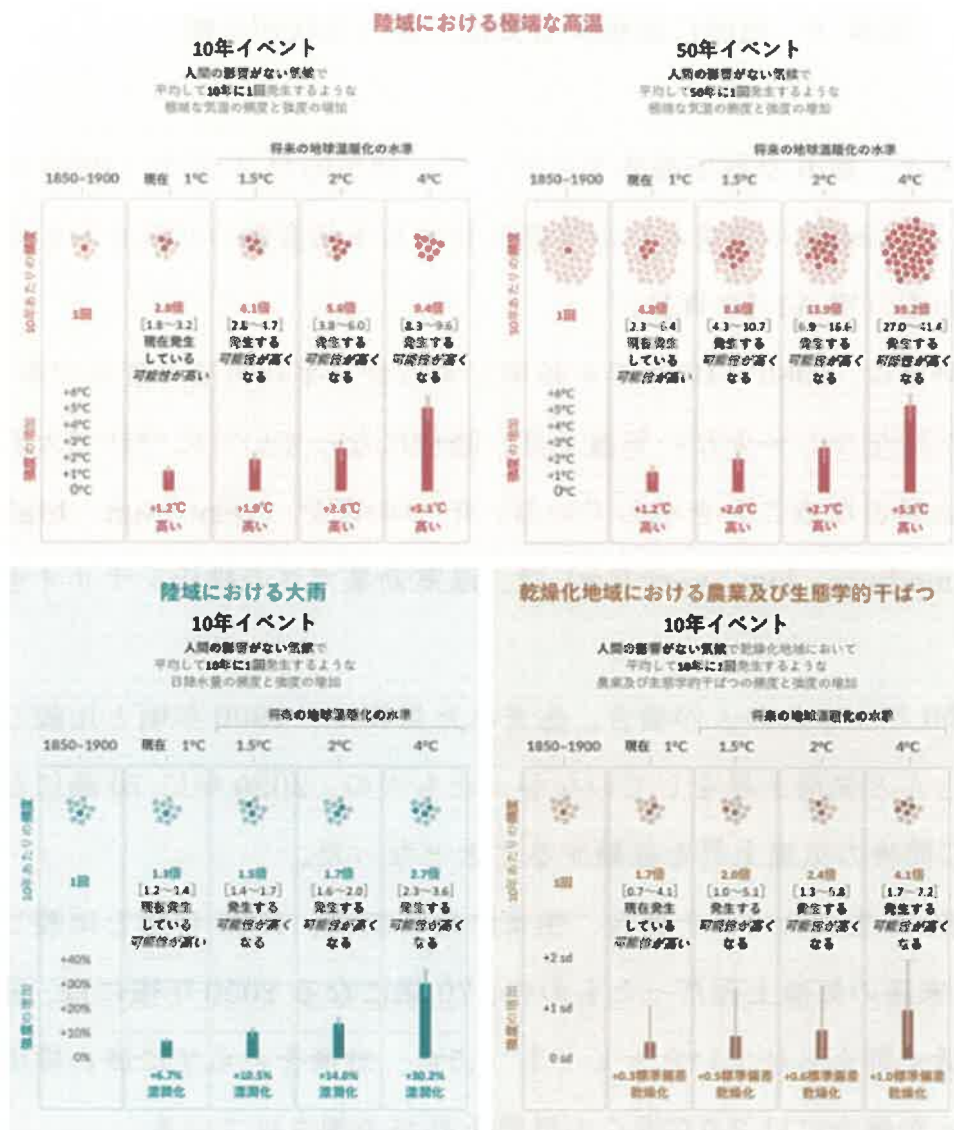 陸域における極端な高温
10年イベント
人間の影響がない気候で
平均して10年に1回発生するような
極端な気温の頻度と強度の増加
将来の地球温暖化の水準
1850–1900 現在 1°C 1.5°C 2°C 4°C
10年あたりの頻度
1回 2.8倍 4.1倍 5.6倍 9.4倍
[1.8～3.2] [2.8～4.7] [3.8～6.0] [8.3～9.6]
現在発生 発生する 発生する 発生する
している 可能性が高く 可能性が高く 可能性が高く
可能性が高い なる なる なる
強度の増加
+6°C
+5°C
+4°C
+3°C
+2°C
+1°C
0°C
+1.2°C +1.9°C +2.6°C +5.1°C
高い 高い 高い 高い
50年イベント
人間の影響がない気候で
平均して50年に1回発生するような
極端な気温の頻度と強度の増加
将来の地球温暖化の水準
1850–1900 現在 1°C 1.5°C 2°C 4°C
10年あたりの頻度
1回 4.8倍 8.6倍 13.9倍 39.2倍
[2.3～6.4] [4.3～10.7] [6.9～16.6] [27.0～41.4]
現在発生 発生する 発生する 発生する
している 可能性が高く 可能性が高く 可能性が高く
可能性が高い なる なる なる
強度の増加
+6°C
+5°C
+4°C
+3°C
+2°C
+1°C
0°C
+1.2°C +2.0°C +2.7°C +5.3°C
高い 高い 高い 高い
陸域における大雨
10年イベント
人間の影響がない気候で
平均して10年に1回発生するような
日降水量の頻度と強度の増加
将来の地球温暖化の水準
1850–1900 現在 1°C 1.5°C 2°C 4°C
10年あたりの頻度
1回 1.3倍 1.5倍 1.7倍 2.7倍
[1.2～1.4] [1.4～1.7] [1.6～2.0] [2.3～3.6]
現在発生 発生する 発生する 発生する
している 可能性が高く 可能性が高く 可能性が高く
可能性が高い なる なる なる
強度の増加
+40%
+30%
+20%
+10%
0%
+6.7% +10.5% +14.0% +30.2%
湿潤化 湿潤化 湿潤化 湿潤化
乾燥化地域における農業及び生態学的干ばつ
10年イベント
人間の影響がない気候で乾燥化地域において
平均して10年に1回発生するような
農業及び生態学的干ばつの頻度と強度の増加
将来の地球温暖化の水準
1850–1900 現在 1°C 1.5°C 2°C 4°C
10年あたりの頻度
1回 1.7倍 2.0倍 2.4倍 4.1倍
[0.7～4.1] [1.0～5.1] [1.3～5.8] [1.7～7.2]
現在発生 発生する 発生する 発生する
している 可能性が高く 可能性が高く 可能性が高く
可能性が高い なる なる なる
強度の増加
+2 sd
+1 sd
0 sd
+0.3標準偏差 +0.5標準偏差 +0.6標準偏差 +1.0標準偏差
乾燥化 乾燥化 乾燥化 乾燥化